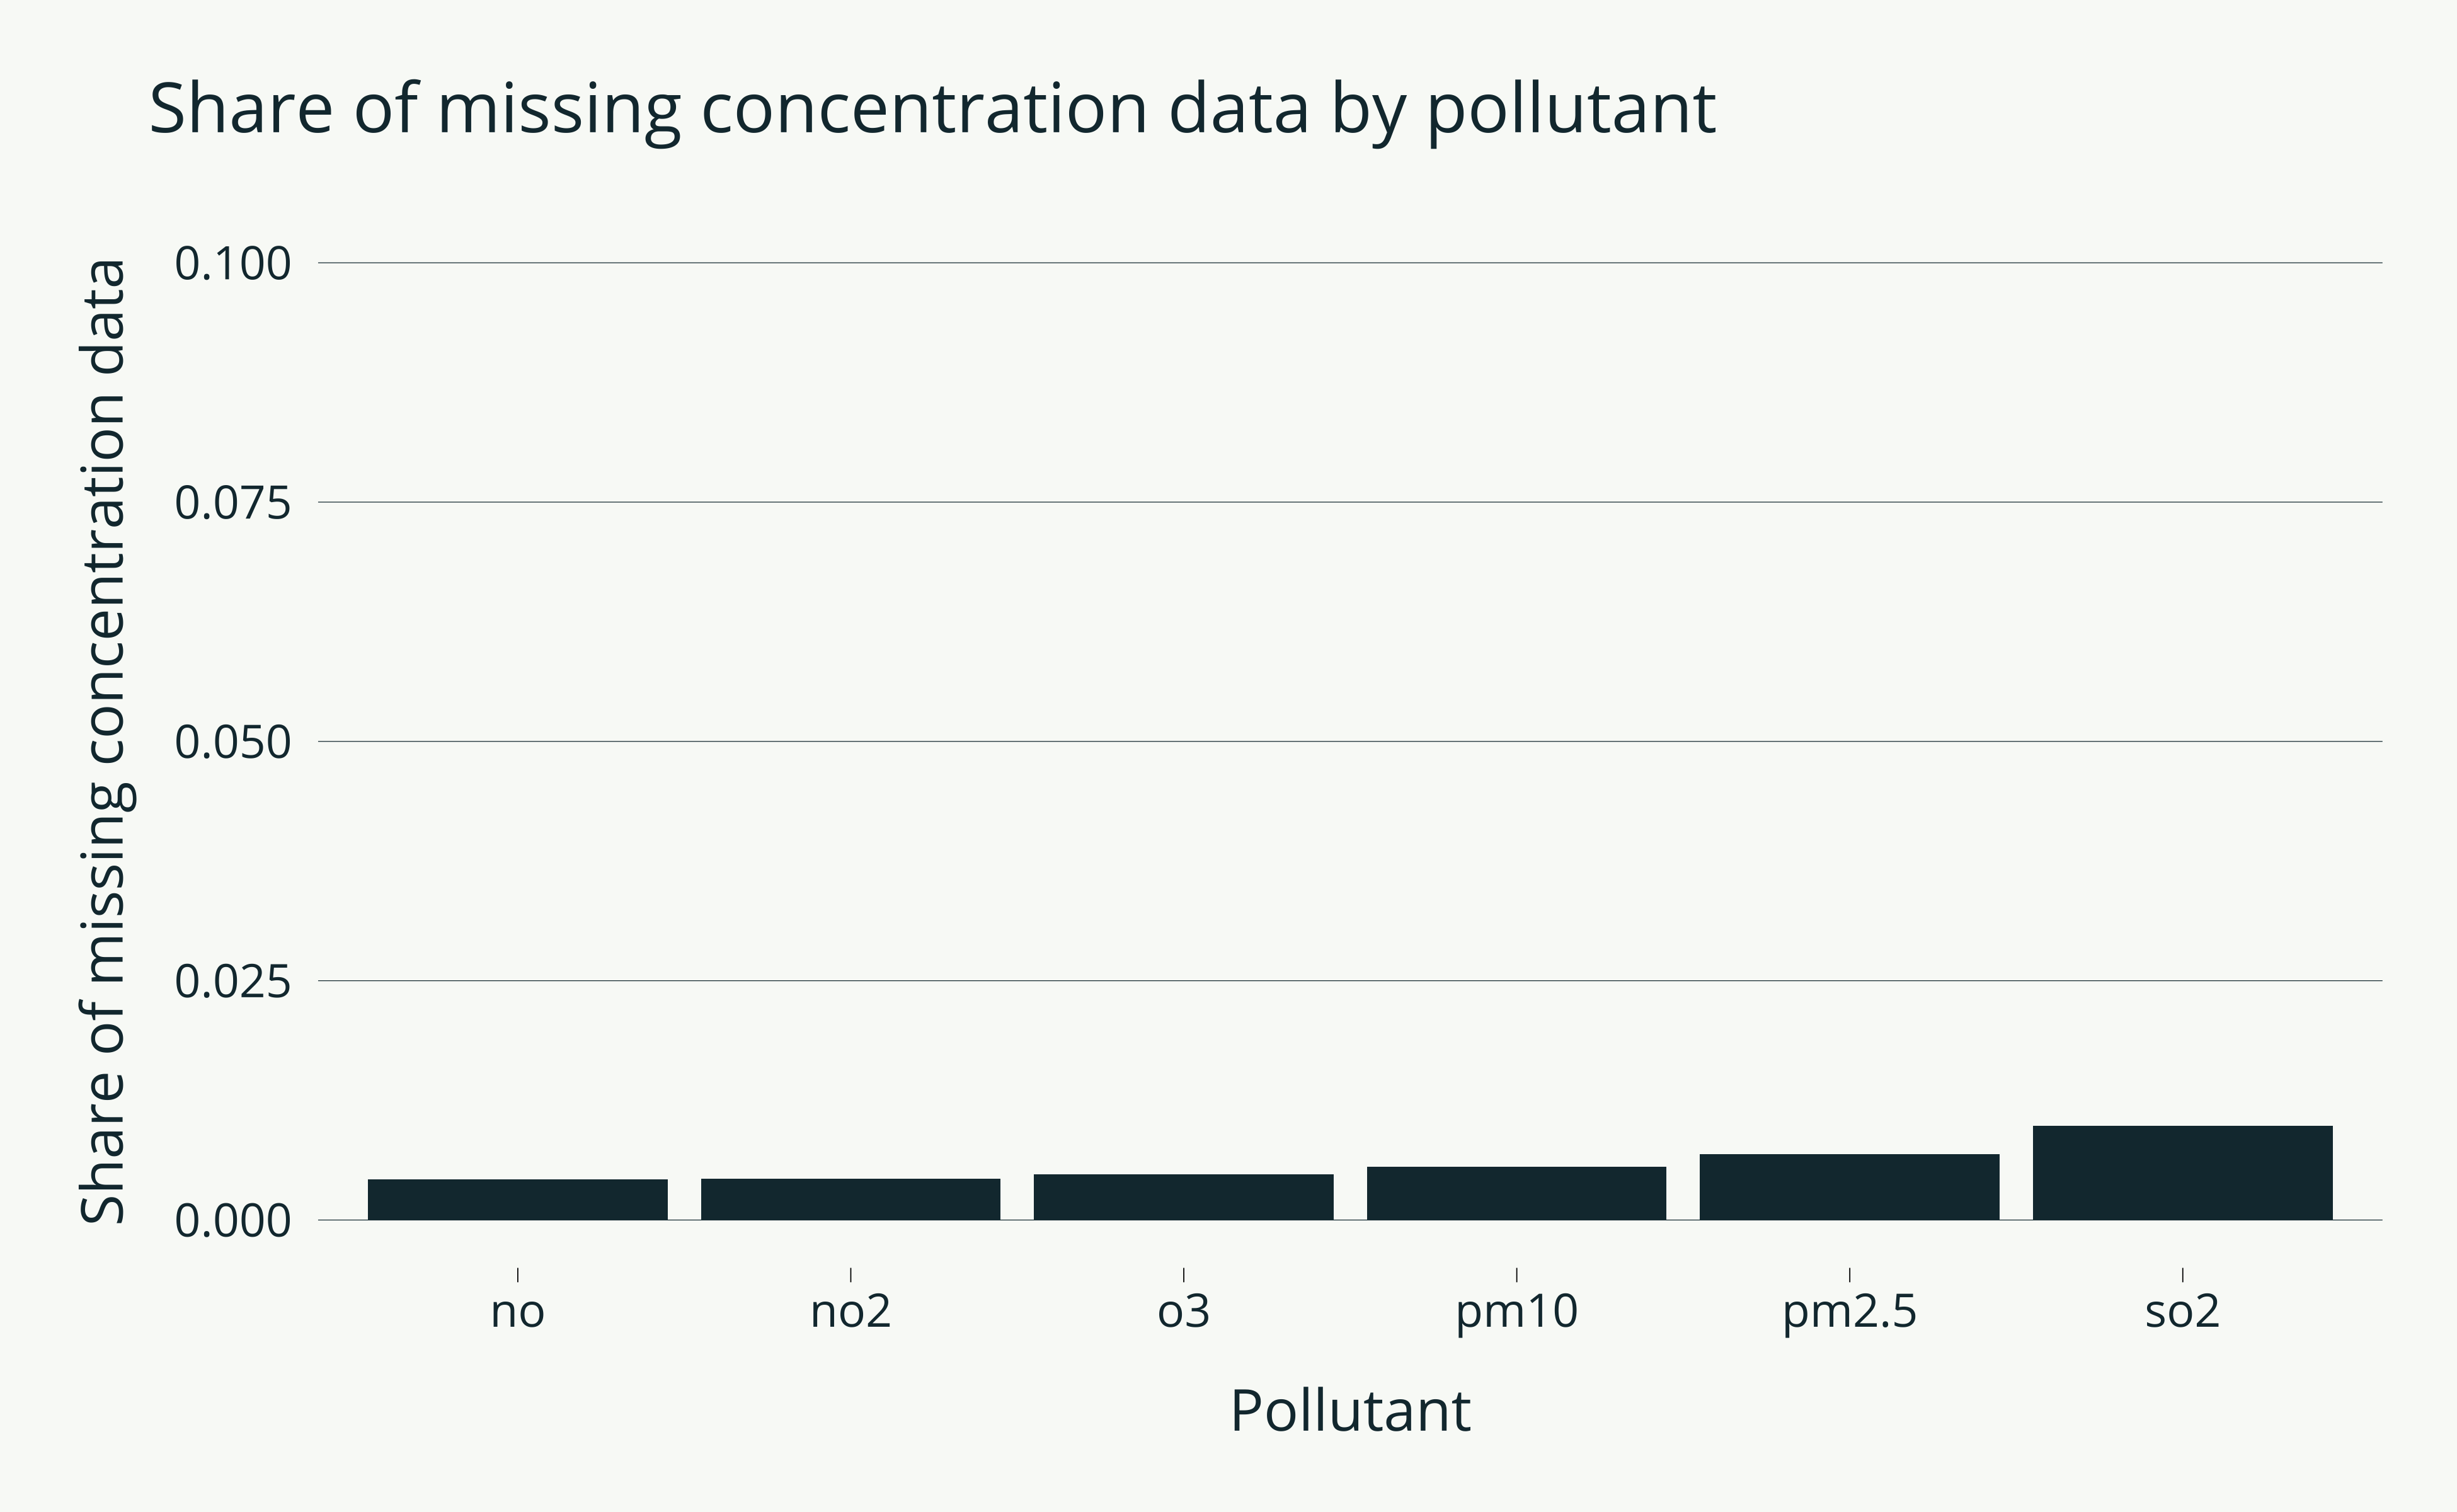 Share of missing concentration data by pollutant
Share of missing concentration data
0.100
0.075
0.050
0.025
0.000
no
no2
o3
pm10
pm2.5
so2
Pollutant